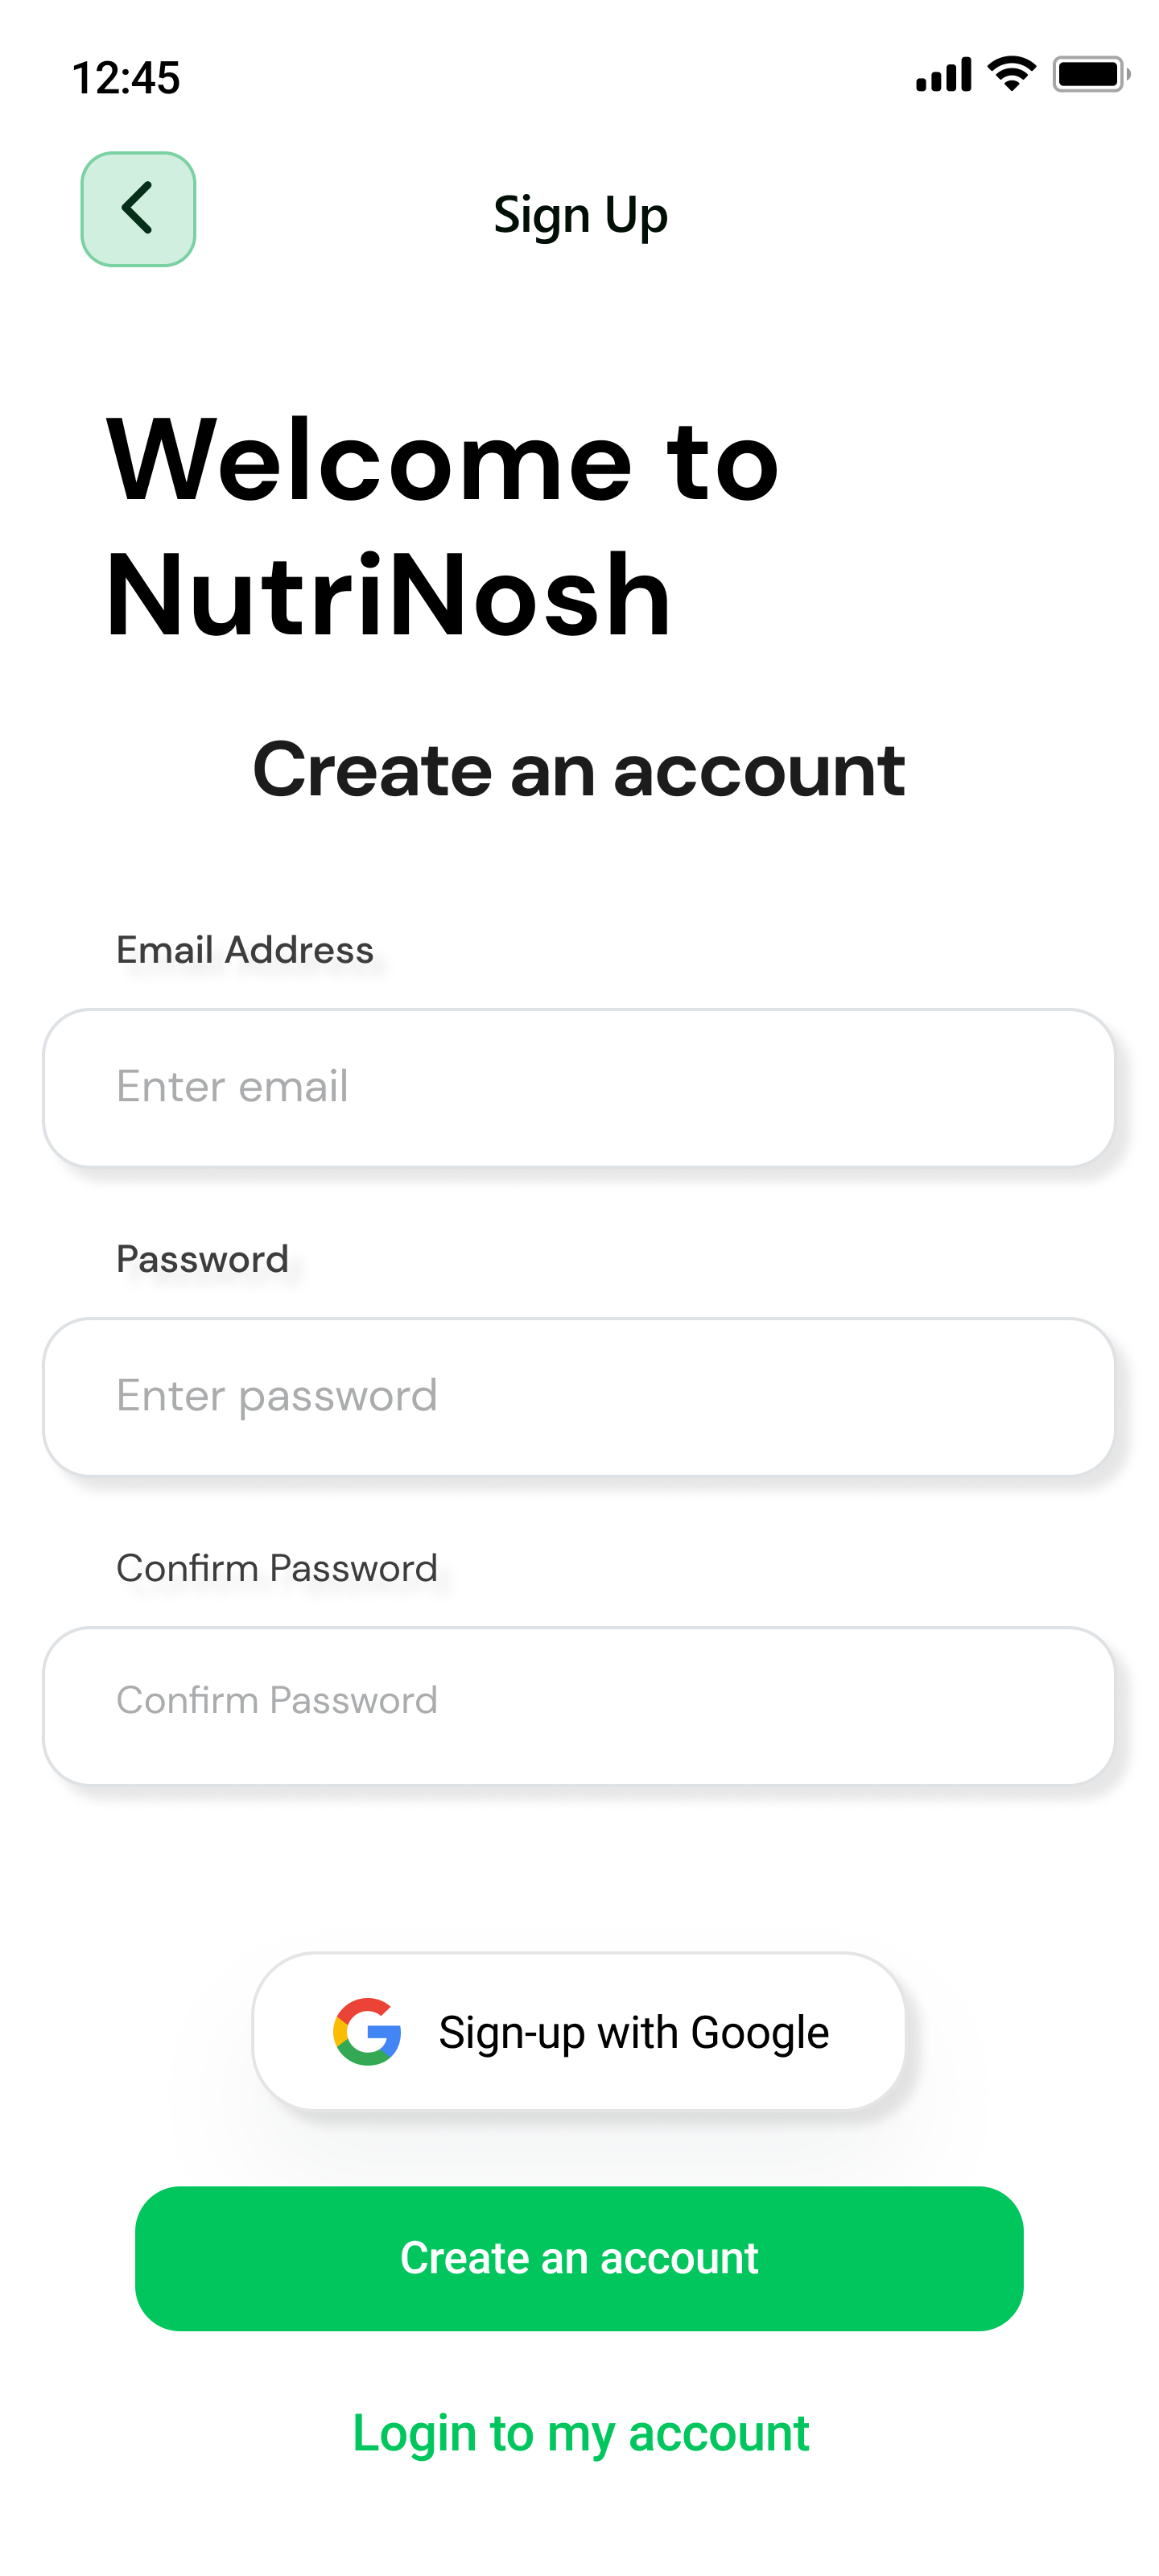 12:45
Sign Up
Welcome to
NutriNosh
Create an account
Email Address
Enter email
Password
Enter password
Confirm Password
Confirm Password
Sign-up with Google
Create an account
Login to my account